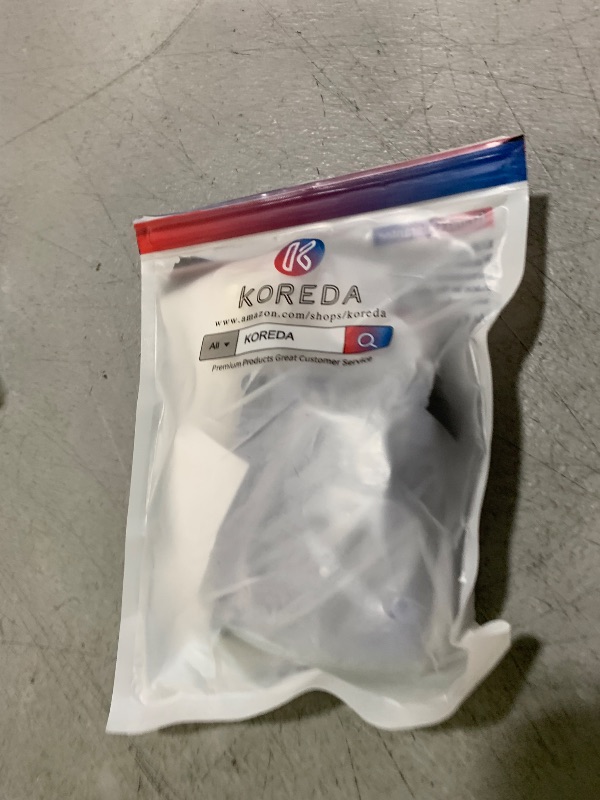 K
KOREDA
www.amazon.com/shops/koreda
All KOREDA
Premium Products Great Customer Service